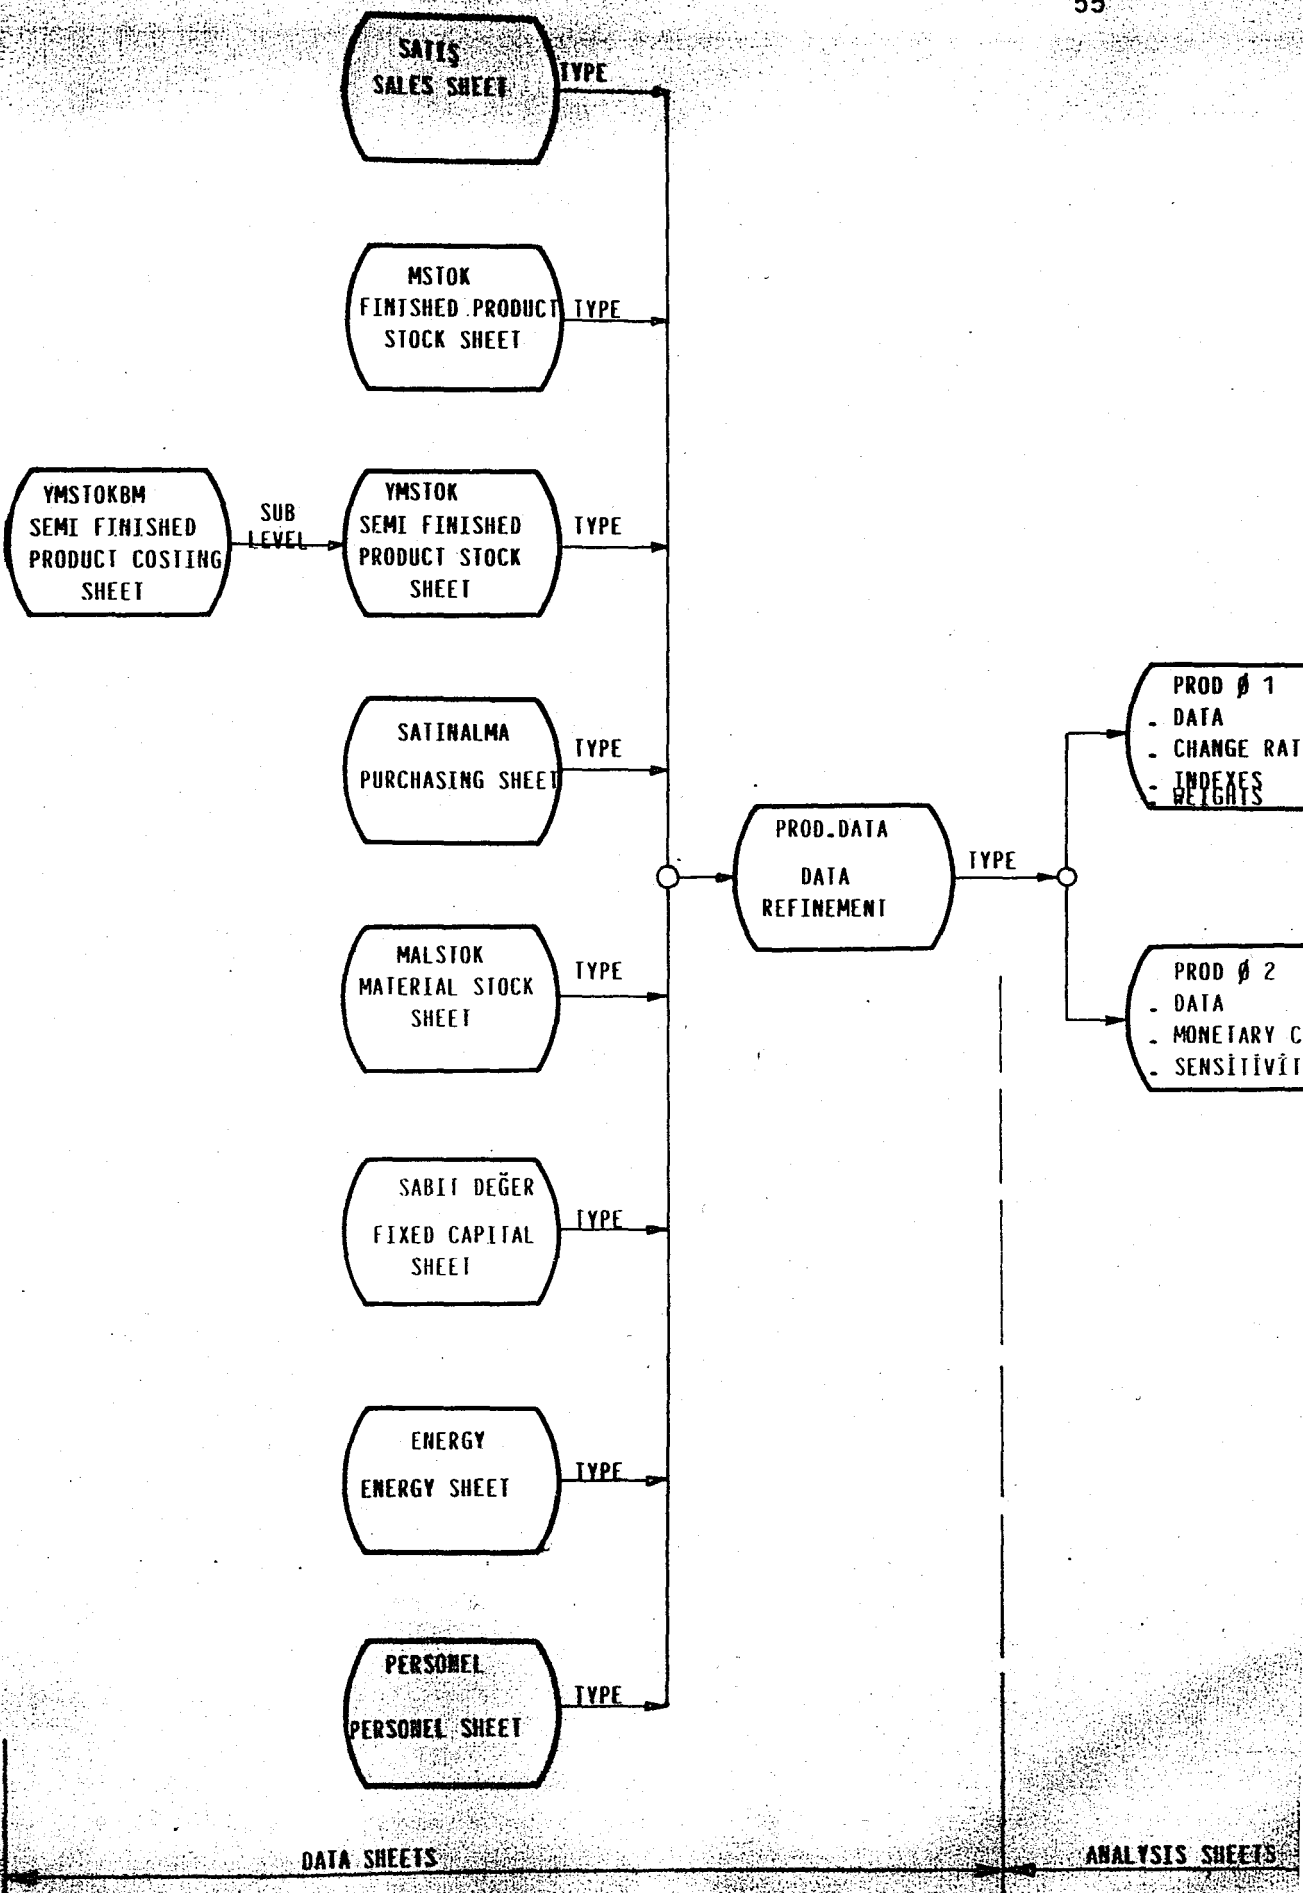 55
SATIŞ
SALES SHEET
TYPE
MSTOK
FINISHED PRODUCT
STOCK SHEET
TYPE
YMSTOKBM
SEMI FINISHED
PRODUCT COSTING
SHEET
SUB
LEVEL
YMSTOK
SEMI FINISHED
PRODUCT STOCK
SHEET
TYPE
SATINALMA
PURCHASING SHEET
TYPE
PROD Ø 1
. DATA
. CHANGE RAT
. INDEXES
. WEIGHTS
PROD.DATA
DATA
REFINEMENT
TYPE
MALSTOK
MATERIAL STOCK
SHEET
TYPE
PROD Ø 2
. DATA
. MONETARY C
. SENSİTİVİT
SABIT DEĞER
FIXED CAPITAL
SHEET
TYPE
ENERGY
ENERGY SHEET
TYPE
PERSONEL
PERSONEL SHEET
TYPE
DATA SHEETS
ANALYSIS SHEETS